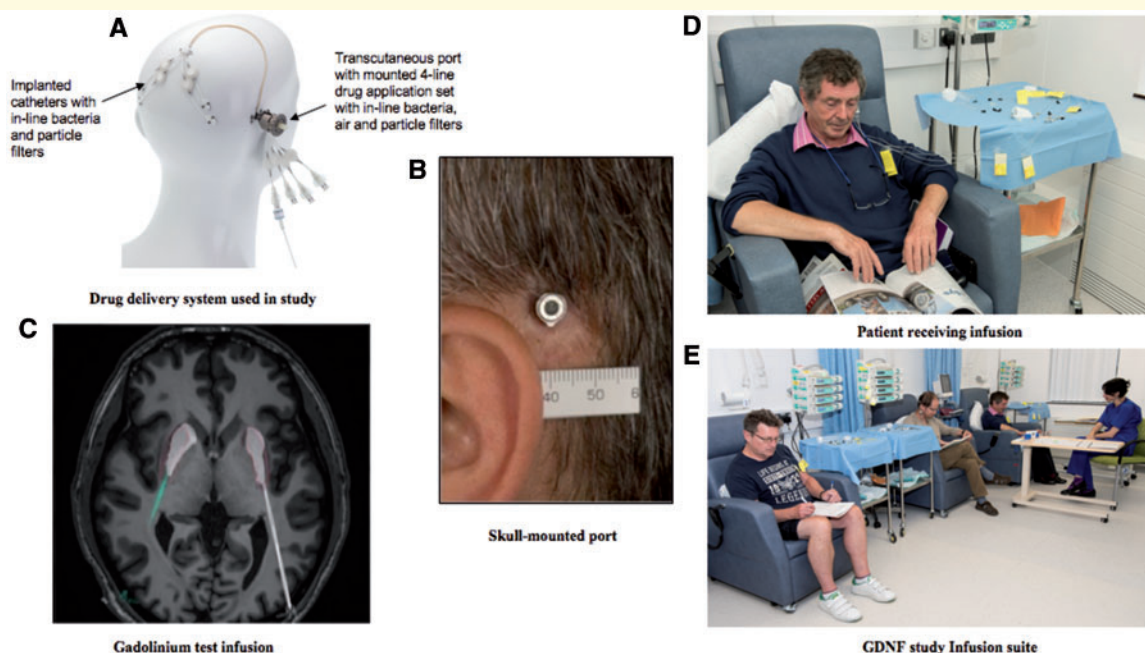 A
Implanted
catheters with
in-line bacteria
and particle
filters
Transcutaneous port
with mounted 4-line
drug application set
with in-line bacteria,
air and particle filters
Drug delivery system used in study
B
40 50 6
Skull-mounted port
C
Gadolinium test infusion
D
Patient receiving infusion
E
LEGEND
GDNF study Infusion suite